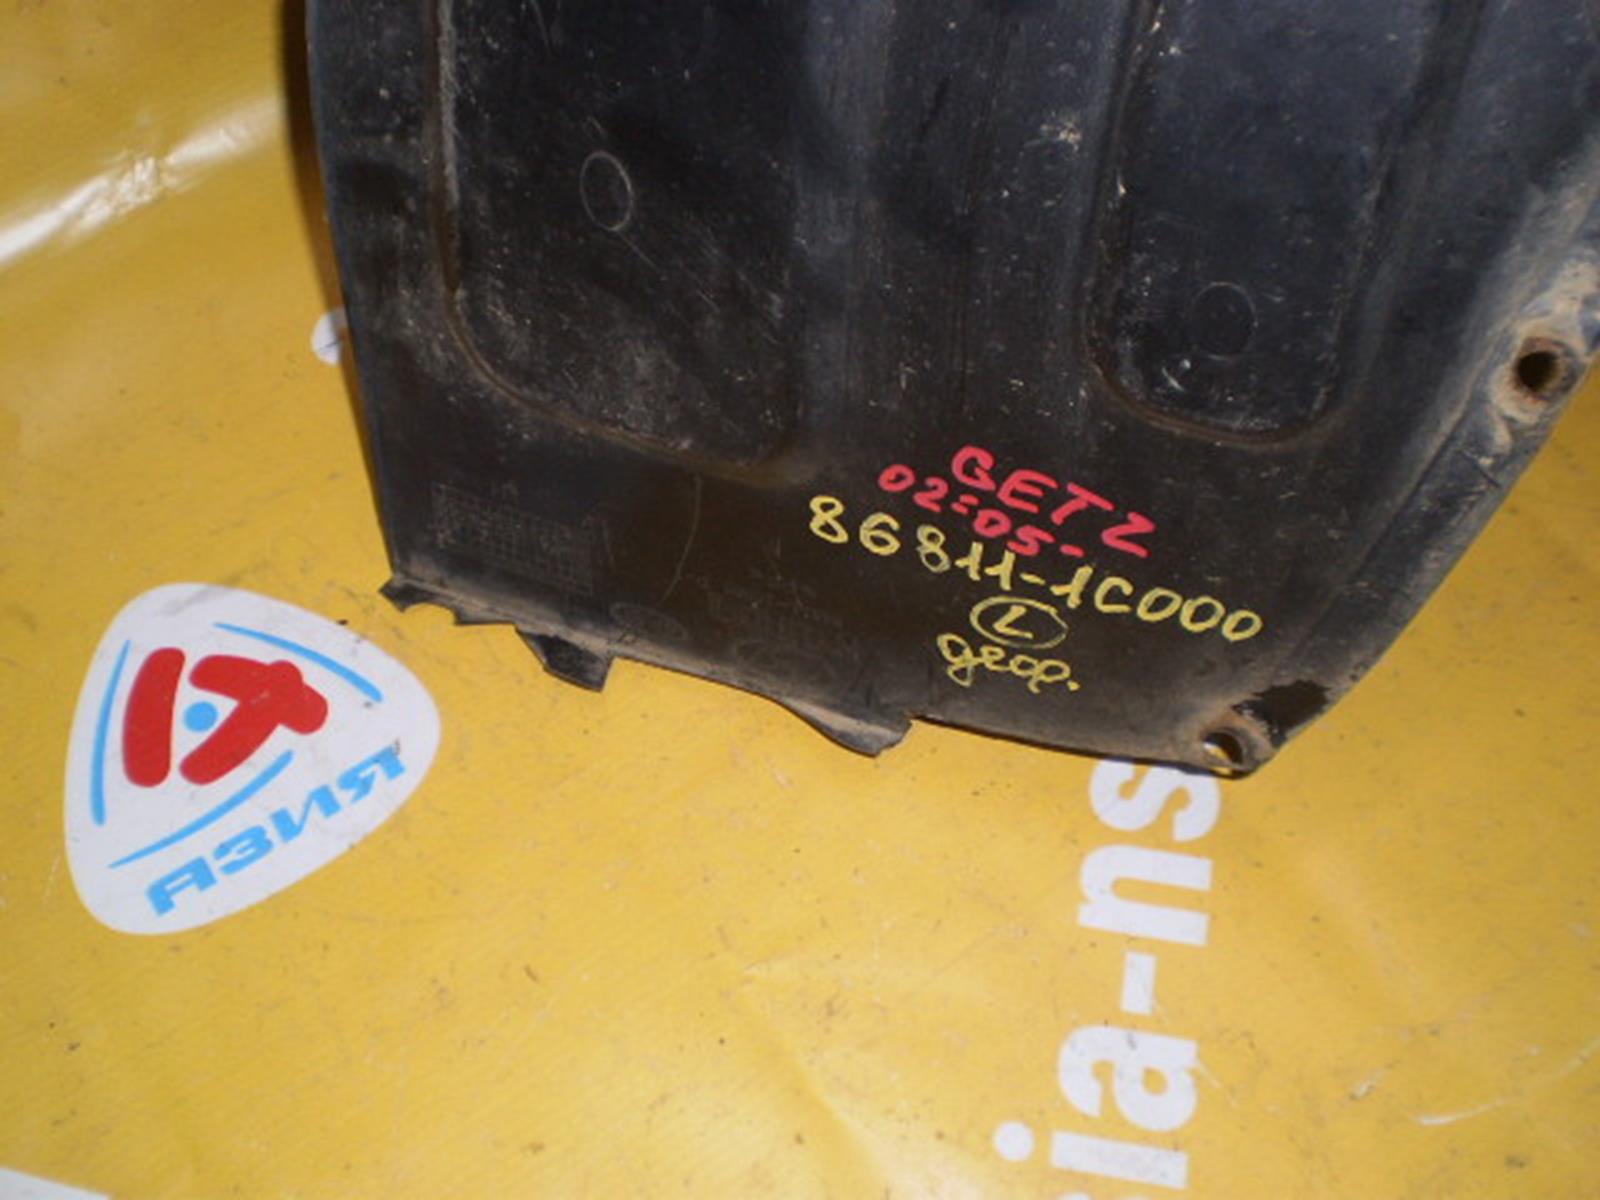 GETZ
02-05-
86811-1C000
L
деф.
АЗИЯ
sia-ns